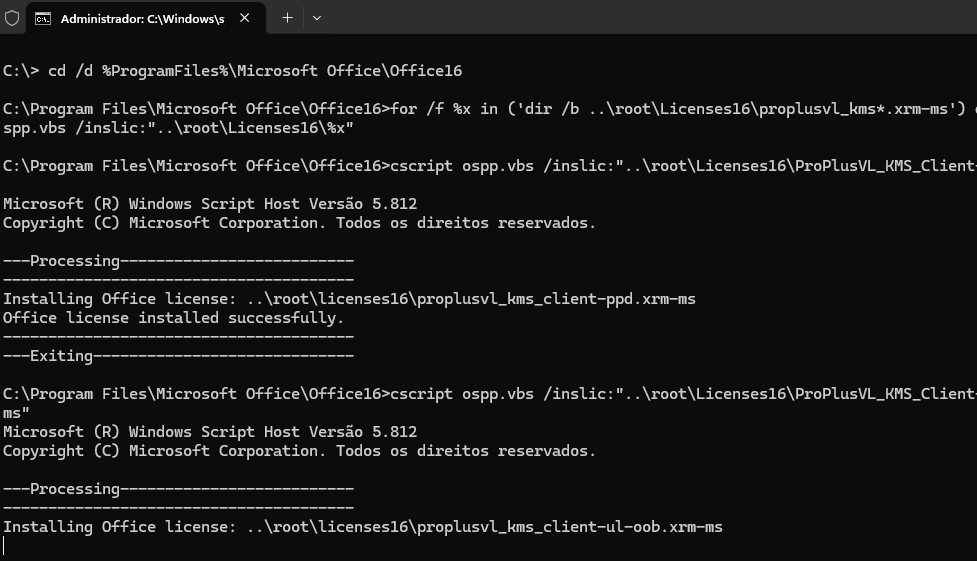 Administrador: C:\Windows\s
C:\> cd /d %ProgramFiles%\Microsoft Office\Office16
C:\Program Files\Microsoft Office\Office16>for /f %x in ('dir /b ..\root\Licenses16\proplusvl_kms*.xrm-ms')
spp.vbs /inslic:"..\root\Licenses16\%x"
C:\Program Files\Microsoft Office\Office16>cscript ospp.vbs /inslic:"..\root\Licenses16\ProPlusVL_KMS_Client-
Microsoft (R) Windows Script Host Versão 5.812
Copyright (C) Microsoft Corporation. Todos os direitos reservados.
---Processing--------------------------
---------------------------------------
Installing Office license: ..\root\licenses16\proplusvl_kms_client-ppd.xrm-ms
Office license installed successfully.
---------------------------------------
---Exiting-----------------------------
C:\Program Files\Microsoft Office\Office16>cscript ospp.vbs /inslic:"..\root\Licenses16\ProPlusVL_KMS_Client-
ms"
Microsoft (R) Windows Script Host Versão 5.812
Copyright (C) Microsoft Corporation. Todos os direitos reservados.
---Processing--------------------------
---------------------------------------
Installing Office license: ..\root\licenses16\proplusvl_kms_client-ul-oob.xrm-ms